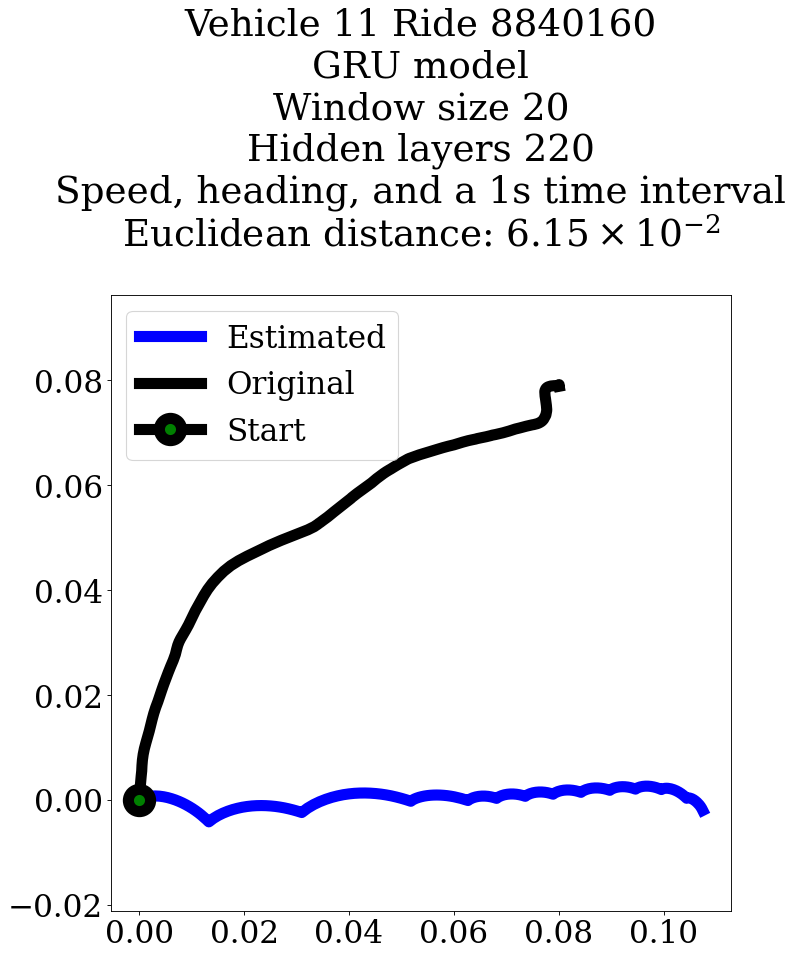 Vehicle 11 Ride 8840160
GRU model
Window size 20
Hidden layers 220
Speed, heading, and a 1s time interval
Euclidean distance: 6.15 × 10⁻²
Estimated
Original
Start
0.08
0.06
0.04
0.02
0.00
−0.02
0.00 0.02 0.04 0.06 0.08 0.10